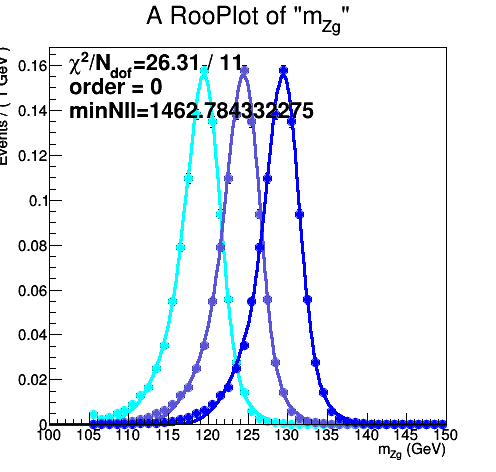 A RooPlot of "m_Zg"
χ²/N_dof=26.31 / 11
order = 0
minNll=1462.784332275
Events / ( 1 GeV )
0.16
0.14
0.12
0.1
0.08
0.06
0.04
0.02
0
100 105 110 115 120 125 130 135 140 145 150
m_Zg (GeV)